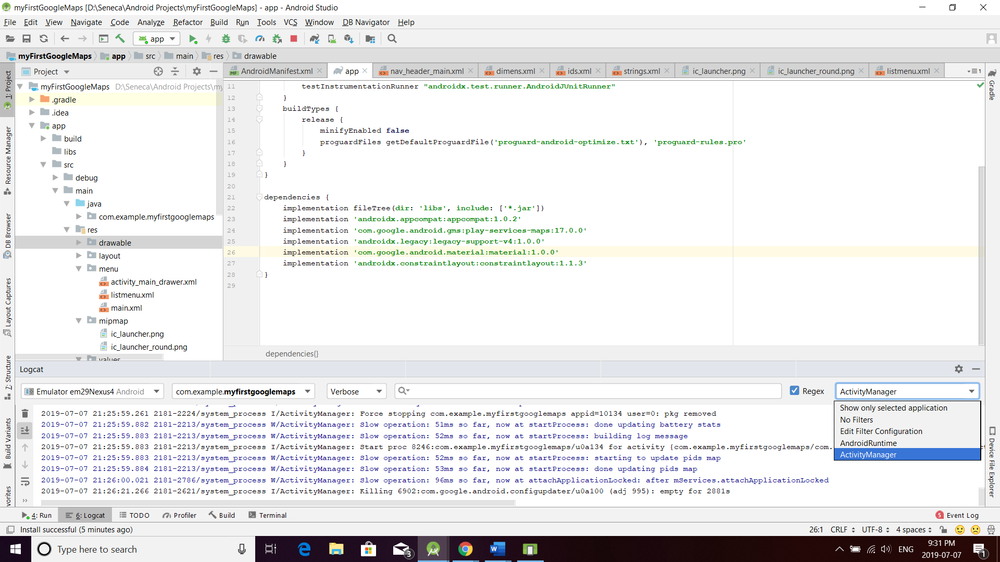 myFirstGoogleMaps [D:\Seneca\Android Projects\myFirstGoogleMaps] - app - Android Studio
File Edit View Navigate Code Analyze Refactor Build Run Tools VCS Window DB Navigator Help
app
myFirstGoogleMaps app src main res drawable
Project
AndroidManifest.xml app nav_header_main.xml dimens.xml ids.xml strings.xml ic_launcher.png ic_launcher_round.png listmenu.xml 1
1: Project
Resource Manager
DB Browser
Layout Captures
7: Structure
Build Variants
vorites
myFirstGoogleMaps D:\Seneca\Android Projects\my
.gradle
.idea
app
build
libs
src
debug
main
java
com.example.myfirstgooglemaps
res
drawable
layout
menu
activity_main_drawer.xml
listmenu.xml
main.xml
mipmap
ic_launcher.png
ic_launcher_round.png
values
11 testInstrumentationRunner "androidx.test.runner.AndroidJUnitRunner"
12 }
13 buildTypes {
14 release {
15 minifyEnabled false
16 proguardFiles getDefaultProguardFile('proguard-android-optimize.txt'), 'proguard-rules.pro'
17 }
18 }
19 }
20
21 dependencies {
22 implementation fileTree(dir: 'libs', include: ['*.jar'])
23 implementation 'androidx.appcompat:appcompat:1.0.2'
24 implementation 'com.google.android.gms:play-services-maps:17.0.0'
25 implementation 'androidx.legacy:legacy-support-v4:1.0.0'
26 implementation 'com.google.android.material:material:1.0.0'
27 implementation 'androidx.constraintlayout:constraintlayout:1.1.3'
28 }
29
dependencies{}
Gradle
Device File Explorer
Logcat
Emulator em29Nexus4 Android com.example.myfirstgooglemaps Verbose Regex ActivityManager
Show only selected application
No Filters
Edit Filter Configuration
AndroidRuntime
ActivityManager
2019-07-07 21:25:59.261 2181-2224/system_process I/ActivityManager: Force stopping com.example.myfirstgooglemaps appid=10134 user=0: pkg removed
2019-07-07 21:25:59.882 2181-2213/system_process W/ActivityManager: Slow operation: 51ms so far, now at startProcess: done updating battery stats
2019-07-07 21:25:59.883 2181-2213/system_process W/ActivityManager: Slow operation: 52ms so far, now at startProcess: building log message
2019-07-07 21:25:59.883 2181-2213/system_process I/ActivityManager: Start proc 8246:com.example.myfirstgooglemaps/u0a134 for activity {com.example.myfirstgooglemaps/com.
2019-07-07 21:25:59.883 2181-2213/system_process W/ActivityManager: Slow operation: 52ms so far, now at startProcess: starting to update pids map
2019-07-07 21:25:59.884 2181-2213/system_process W/ActivityManager: Slow operation: 53ms so far, now at startProcess: done updating pids map
2019-07-07 21:26:00.021 2181-2786/system_process W/ActivityManager: Slow operation: 96ms so far, now at attachApplicationLocked: after mServices.attachApplicationLocked
2019-07-07 21:26:21.266 2181-2621/system_process I/ActivityManager: Killing 6902:com.google.android.configupdater/u0a100 (adj 995): empty for 2881s
4: Run 6: Logcat TODO Profiler Build Terminal 5 Event Log
Install successful (5 minutes ago) 26:1 CRLF UTF-8 4 spaces
Type here to search 3 ENG 9:31 PM 1
2019-07-07